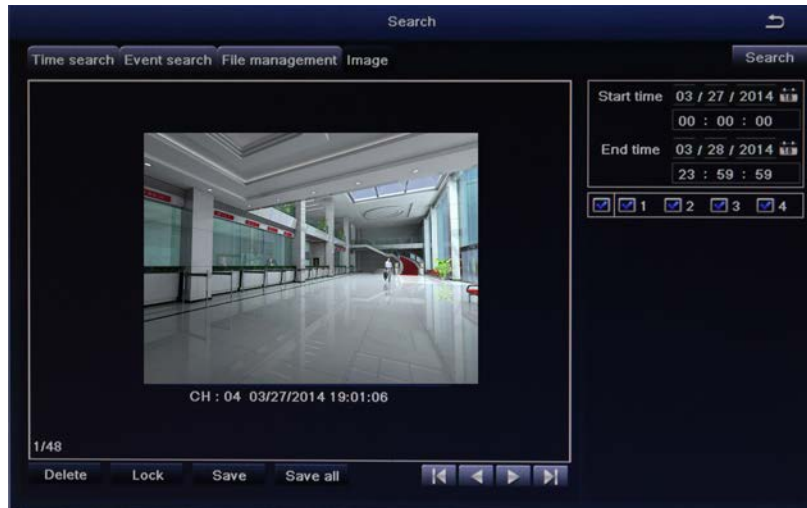 Search
Time search Event search File management Image
Search
Start time 03 / 27 / 2014
00 : 00 : 00
End time 03 / 28 / 2014
23 : 59 : 59
1 2 3 4
CH : 04 03/27/2014 19:01:06
1/48
Delete Lock Save Save all